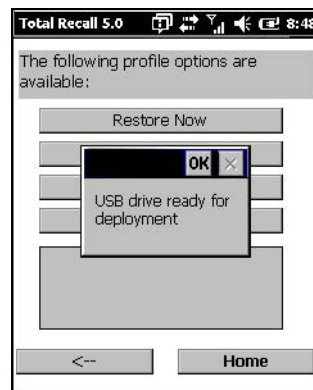 Total Recall 5.0 8:48
The following profile options are
available:
Restore Now
OK
USB drive ready for
deployment
<-- Home